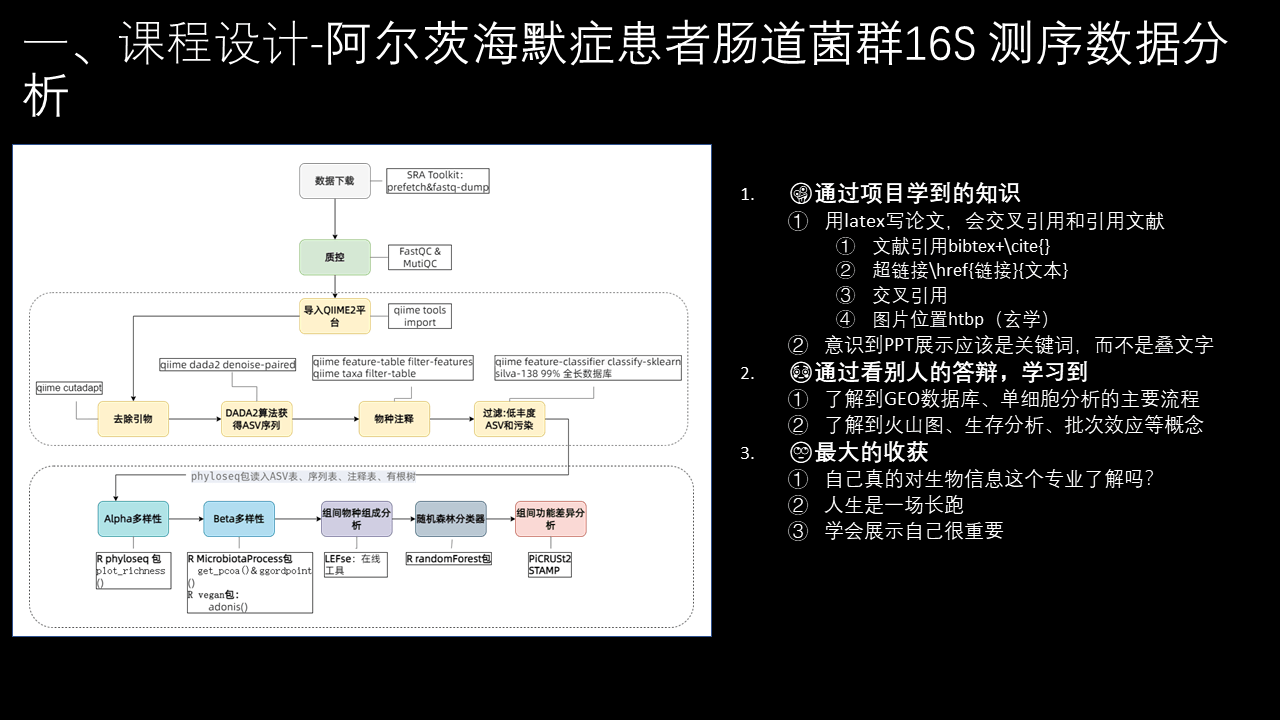 一、课程设计-阿尔茨海默症患者肠道菌群16S 测序数据分
析
数据下载
SRA Toolkit：
prefetch&fastq-dump
质控
FastQC &
MutiQC
导入QIIME2平
台
qiime tools
import
qiime cutadapt
qiime dada2 denoise-paired
qiime feature-table filter-features
qiime taxa filter-table
qiime feature-classifier classify-sklearn
silva-138 99% 全长数据库
去除引物
DADA2算法获
得ASV序列
物种注释
过滤:低丰度
ASV和污染
phyloseq包读入ASV表、序列表、注释表、有根树
Alpha多样性
Beta多样性
组间物种组成分
析
随机森林分类器
组间功能差异分
析
R phyloseq 包
plot_richness
()
R MicrobiotaProcess包
get_pcoa()＆ggordpoint
()
R vegan包：
adonis()
LEFse：在线
工具
R randomForest包
PiCRUSt2
STAMP
1. 通过项目学到的知识
① 用latex写论文，会交叉引用和引用文献
① 文献引用bibtex+\cite{}
② 超链接\href{链接}{文本}
③ 交叉引用
④ 图片位置htbp（玄学）
② 意识到PPT展示应该是关键词，而不是叠文字
2. 通过看别人的答辩，学习到
① 了解到GEO数据库、单细胞分析的主要流程
② 了解到火山图、生存分析、批次效应等概念
3. 最大的收获
① 自己真的对生物信息这个专业了解吗？
② 人生是一场长跑
③ 学会展示自己很重要